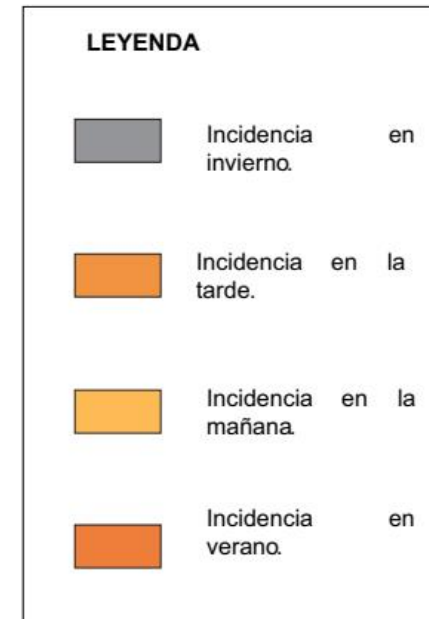 LEYENDA
Incidencia en
invierno.
Incidencia en la
tarde.
Incidencia en la
mañana.
Incidencia en
verano.